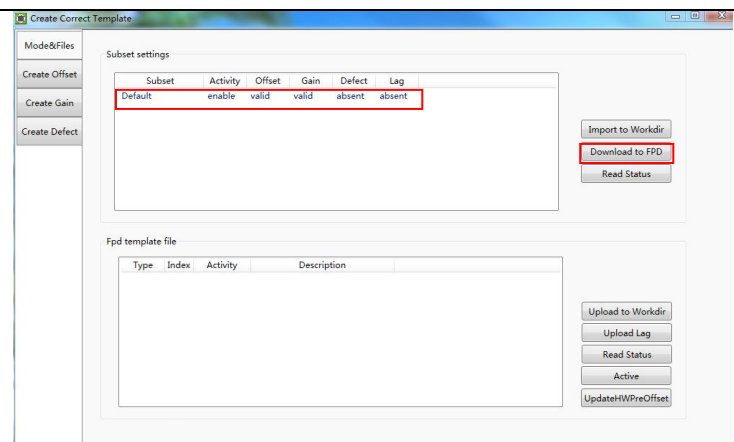 Create Correct Template
Mode&Files
Create Offset
Create Gain
Create Defect
Subset settings
Subset Activity Offset Gain Defect Lag
Default enable valid valid absent absent
Import to Workdir
Download to FPD
Read Status
Fpd template file
Type Index Activity Description
Upload to Workdir
Upload Lag
Read Status
Active
UpdateHWPreOffset